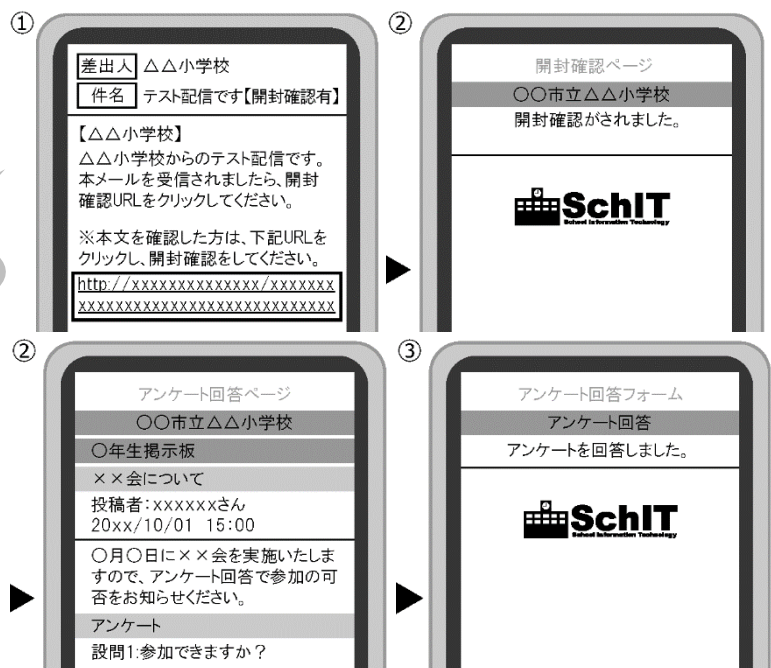 ①
差出人 △△小学校
件名 テスト配信です【開封確認有】
【△△小学校】
△△小学校からのテスト配信です。
本メールを受信されましたら、開封
確認URLをクリックしてください。
※本文を確認した方は、下記URLを
クリックし、開封確認をしてください。
http://xxxxxxxxxxxxxx/xxxxxxx
xxxxxxxxxxxxxxxxxxxxxxxxxxxx
②
開封確認ページ
〇〇市立△△小学校
開封確認がされました。
SchIT
School Information Technology
②
アンケート回答ページ
〇〇市立△△小学校
〇年生掲示板
××会について
投稿者:xxxxxxさん
20xx/10/01 15:00
〇月〇日に××会を実施いたしま
すので、アンケート回答で参加の可
否をお知らせください。
アンケート
設問1:参加できますか？
③
アンケート回答フォーム
アンケート回答
アンケートを回答しました。
SchIT
School Information Technology